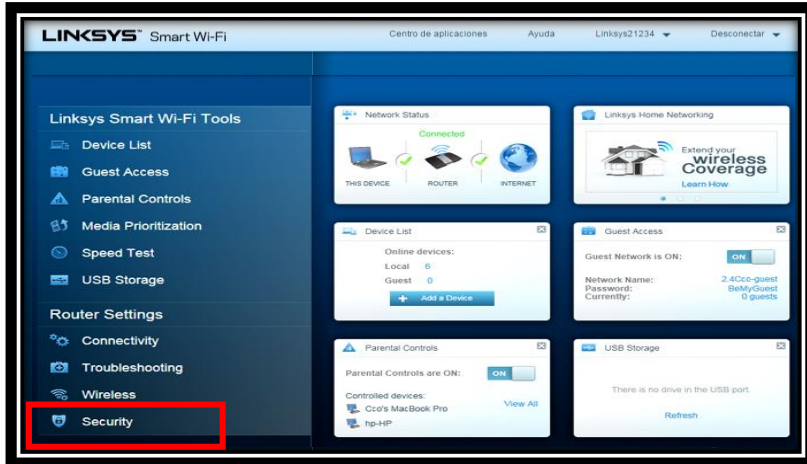 LINKSYS Smart Wi-Fi
Centro de aplicaciones
Ayuda
Linksys21234
Desconectar
Linksys Smart Wi-Fi Tools
Device List
Guest Access
Parental Controls
Media Prioritization
Speed Test
USB Storage
Router Settings
Connectivity
Troubleshooting
Wireless
Security
Network Status
Connected
THIS DEVICE
ROUTER
INTERNET
Linksys Home Networking
Extend your
wireless
Coverage
Learn How
Device List
Online devices:
Local 6
Guest 0
+ Add a Device
Guest Access
Guest Network is ON: ON
Network Name: 2.4Cco-guest
Password: BeMyGuest
Currently: 0 guests
Parental Controls
Parental Controls are ON: ON
Controlled devices:
View All
Cco's MacBook Pro
hp-HP
USB Storage
There is no drive in the USB port.
Refresh